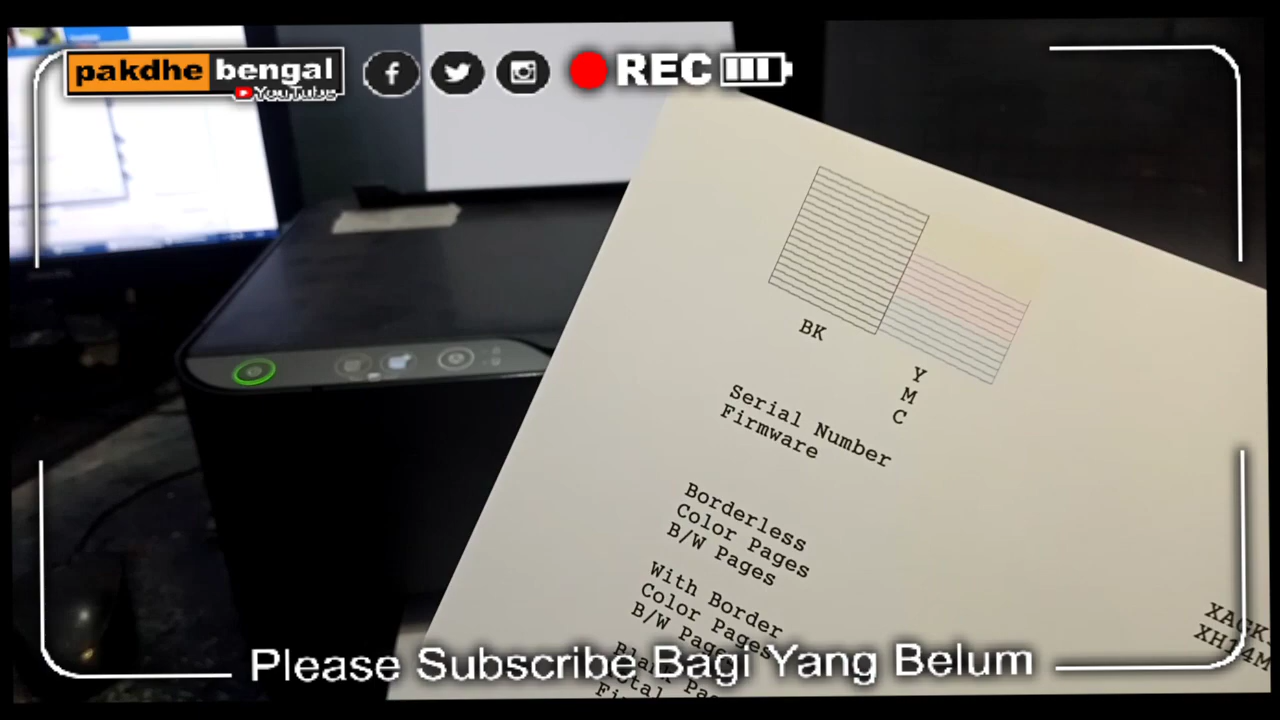 pakdhe bengal
YouTube
REC
BK
Y
M
C
Serial Number
Firmware
Borderless
Color Pages
B/W Pages
With Border
Color Pages
B/W Pages
Please Subscribe Bagi Yang Belum